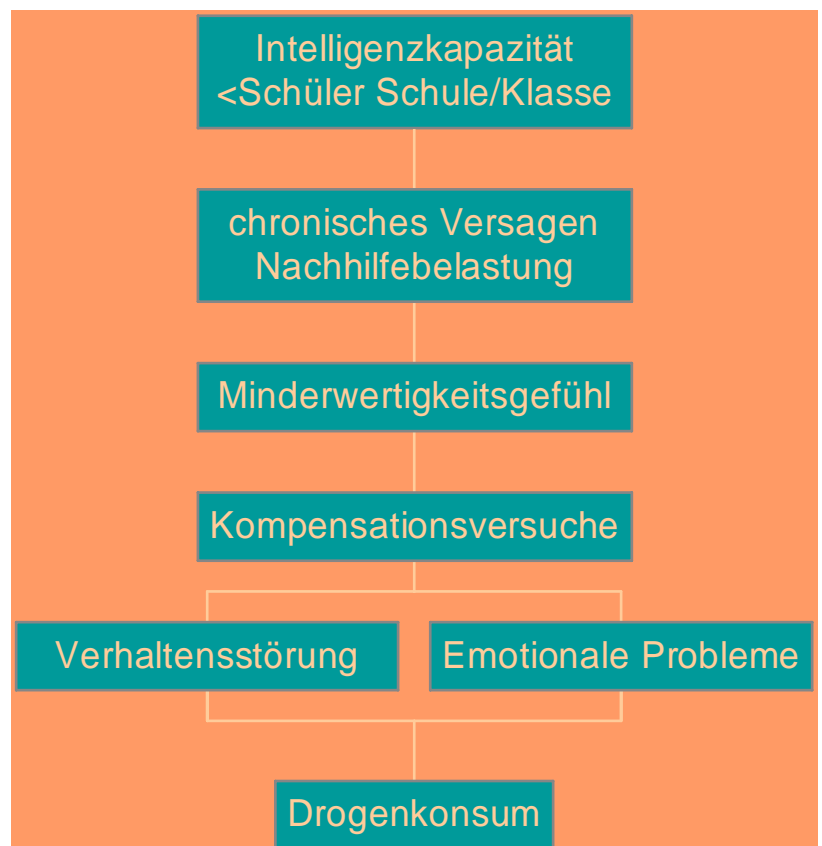 Intelligenzkapazität
<Schüler Schule/Klasse
chronisches Versagen
Nachhilfebelastung
Minderwertigkeitsgefühl
Kompensationsversuche
Verhaltensstörung
Emotionale Probleme
Drogenkonsum